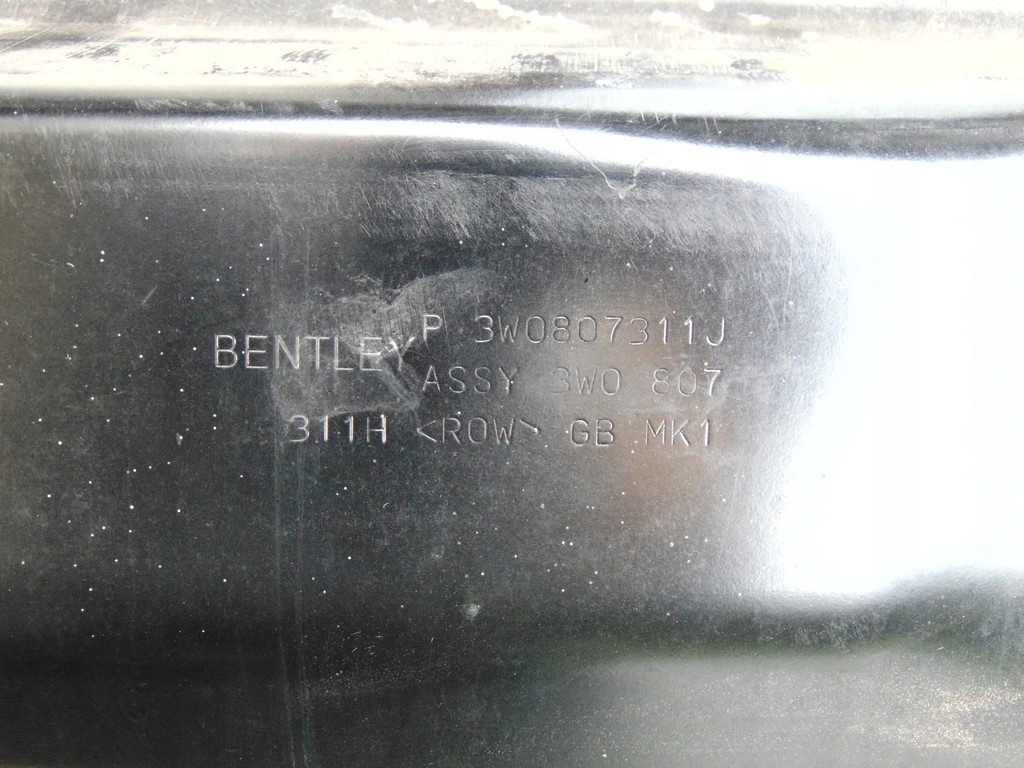 BENTLEY P 3W0807311J
ASSY 3W0 807
311H <ROW> GB MK1